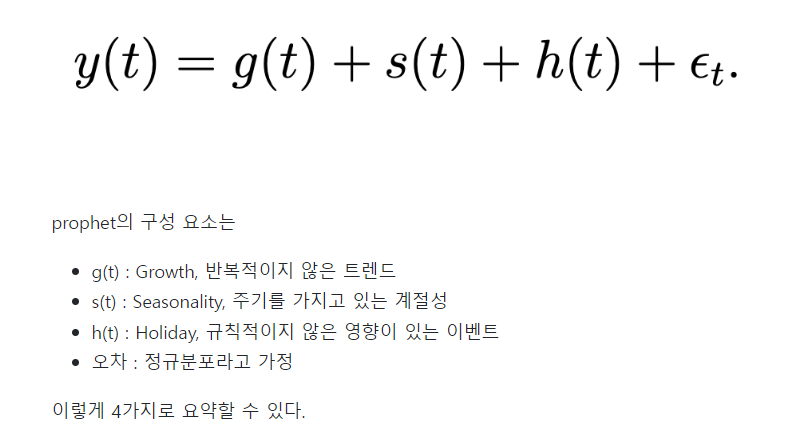 y(t) = g(t) + s(t) + h(t) + ϵₜ.
prophet의 구성 요소는
• g(t) : Growth, 반복적이지 않은 트렌드
• s(t) : Seasonality, 주기를 가지고 있는 계절성
• h(t) : Holiday, 규칙적이지 않은 영향이 있는 이벤트
• 오차 : 정규분포라고 가정
이렇게 4가지로 요약할 수 있다.